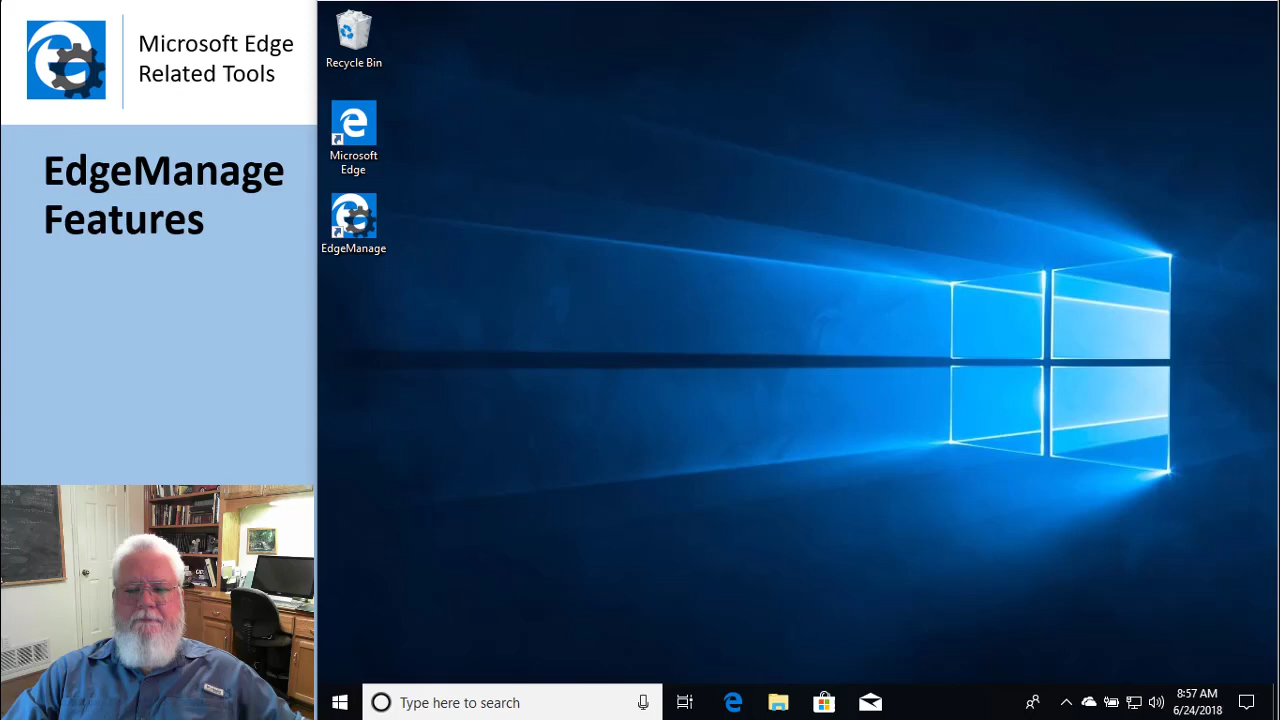 Microsoft Edge
Related Tools
EdgeManage
Features
Recycle Bin
Microsoft
Edge
EdgeManage
Type here to search
8:57 AM
6/24/2018